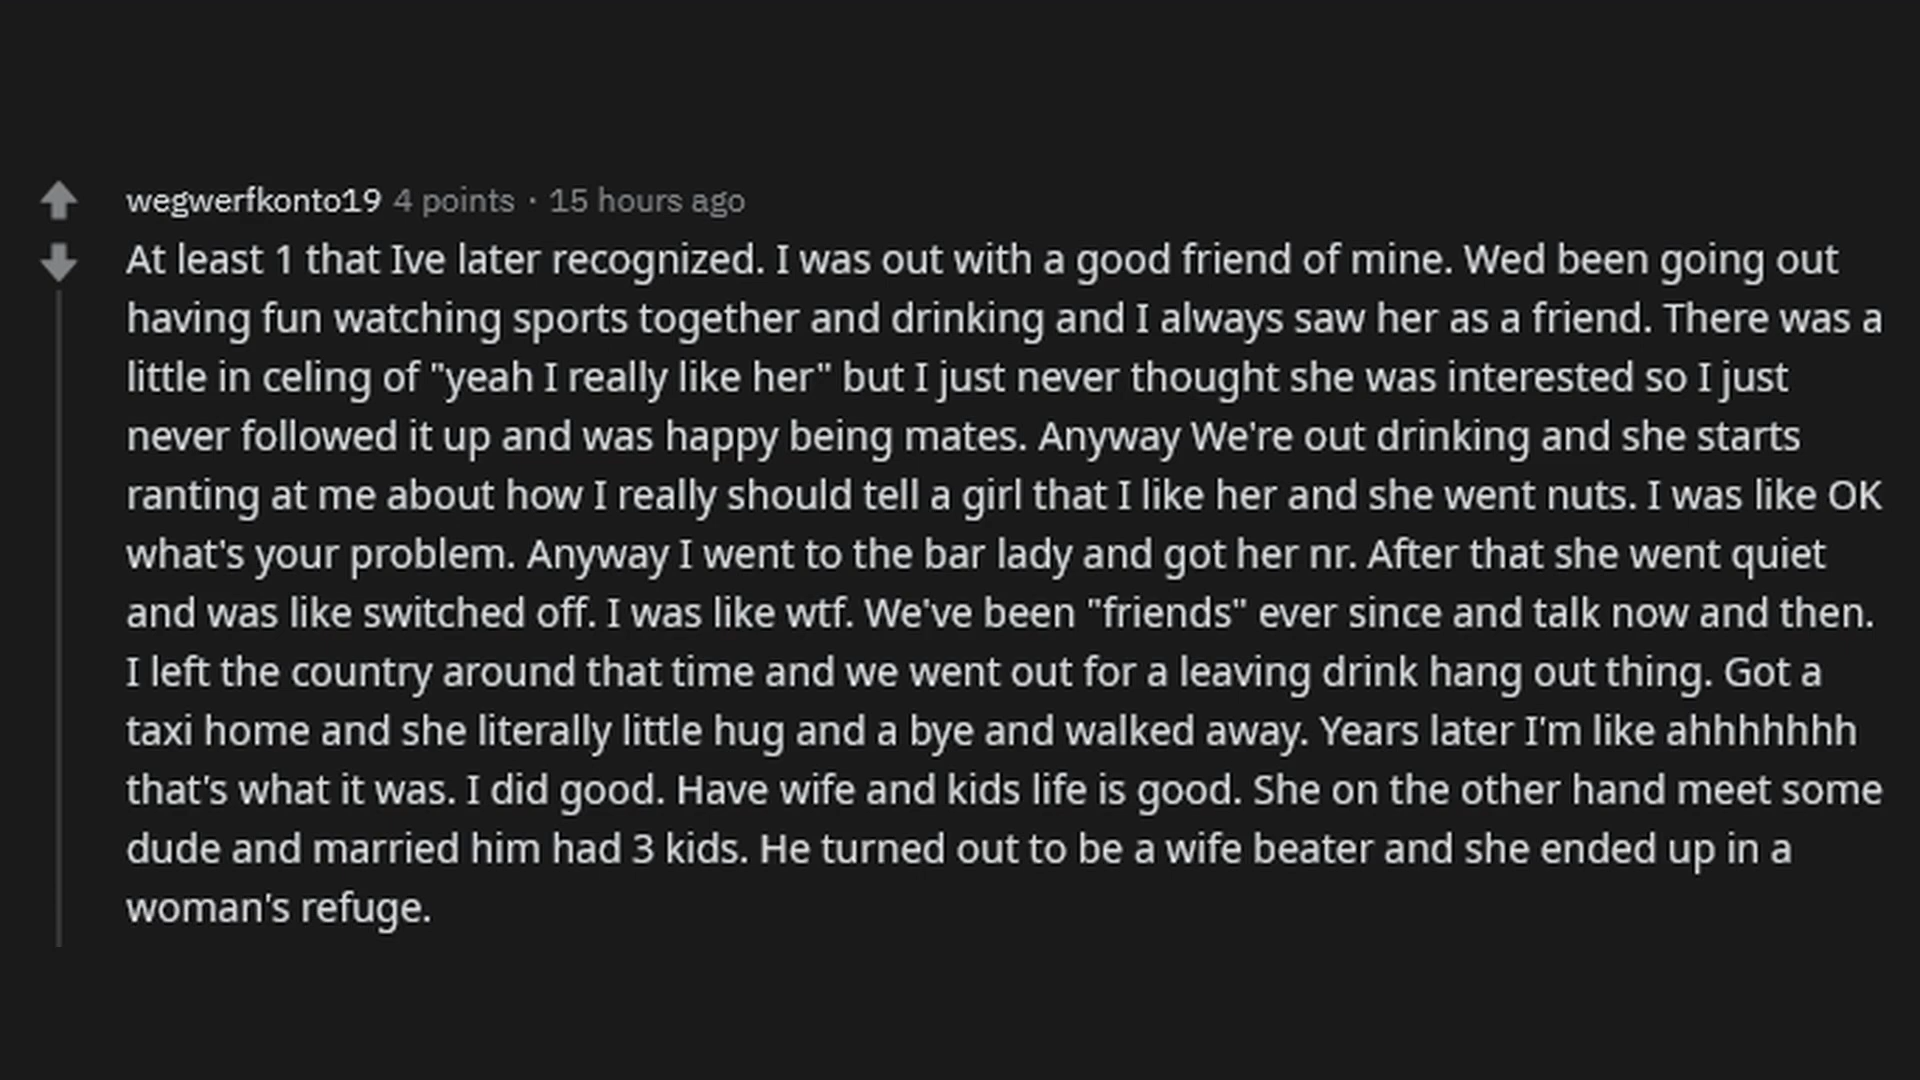 wegwerfkonto19 4 points · 15 hours ago
At least 1 that Ive later recognized. I was out with a good friend of mine. Wed been going out
having fun watching sports together and drinking and I always saw her as a friend. There was a
little in celing of "yeah I really like her" but I just never thought she was interested so I just
never followed it up and was happy being mates. Anyway We're out drinking and she starts
ranting at me about how I really should tell a girl that I like her and she went nuts. I was like OK
what's your problem. Anyway I went to the bar lady and got her nr. After that she went quiet
and was like switched off. I was like wtf. We've been "friends" ever since and talk now and then.
I left the country around that time and we went out for a leaving drink hang out thing. Got a
taxi home and she literally little hug and a bye and walked away. Years later I'm like ahhhhhhh
that's what it was. I did good. Have wife and kids life is good. She on the other hand meet some
dude and married him had 3 kids. He turned out to be a wife beater and she ended up in a
woman's refuge.